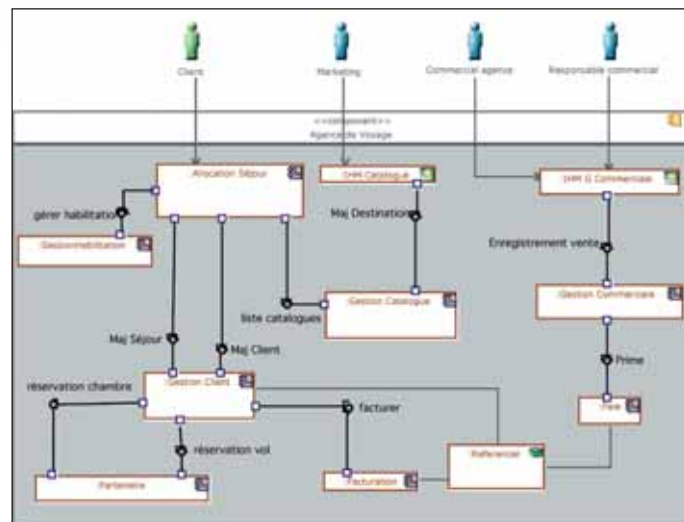 Client
Marketing
Commercial agence
Responsable commercial
<<component>>
Agence de Voyage
:Allocation Séjour
:IHM Catalogue
:IHM G Commerciale
gérer habilitation
Maj Destination
Enregistrement vente
:GestionHabilitation
:Gestion Catalogue
:Gestion Commerciale
liste catalogues
Maj Séjour
Maj Client
Prime
réservation chambre
:Gestion Client
facturer
:Paie
réservation vol
:Referentiel
:Partenaire
:Facturation